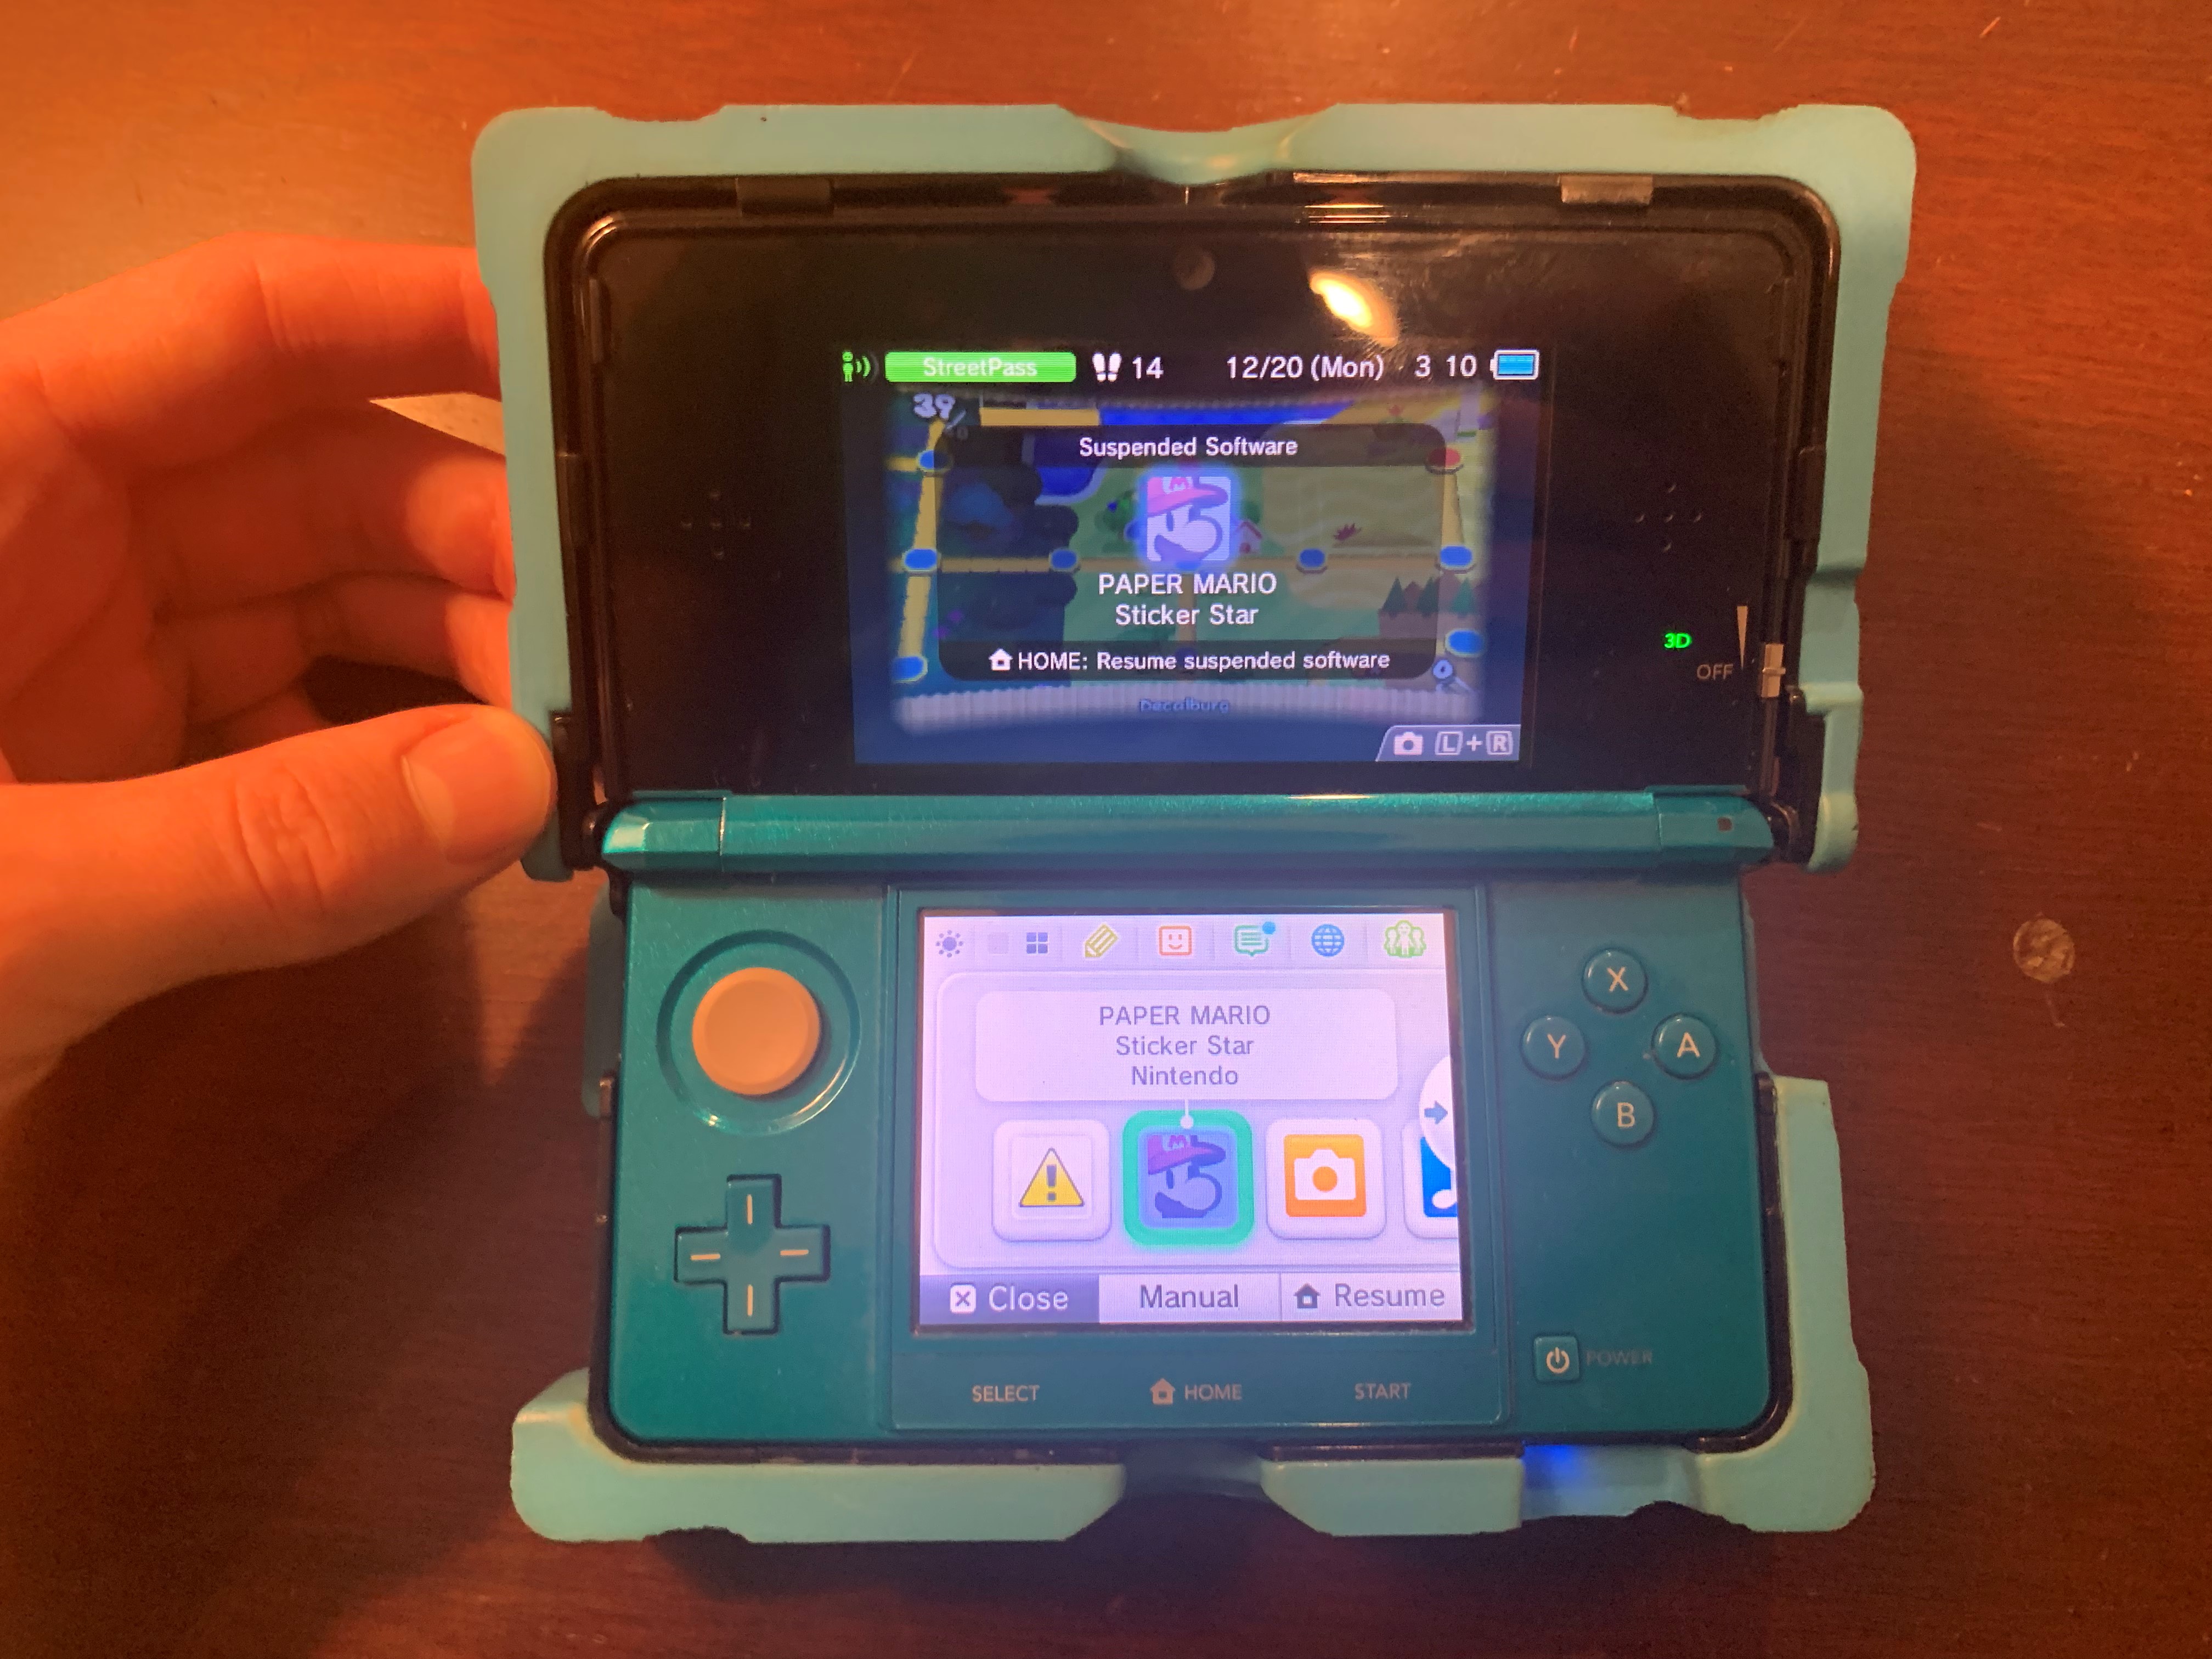 StreetPass 14 12/20 (Mon) 3 10
39
Suspended Software
PAPER MARIO
Sticker Star
HOME: Resume suspended software
Decalburg
L+R
3D
OFF
PAPER MARIO
Sticker Star
Nintendo
X Close Manual Resume
X
Y A
B
POWER
SELECT HOME START